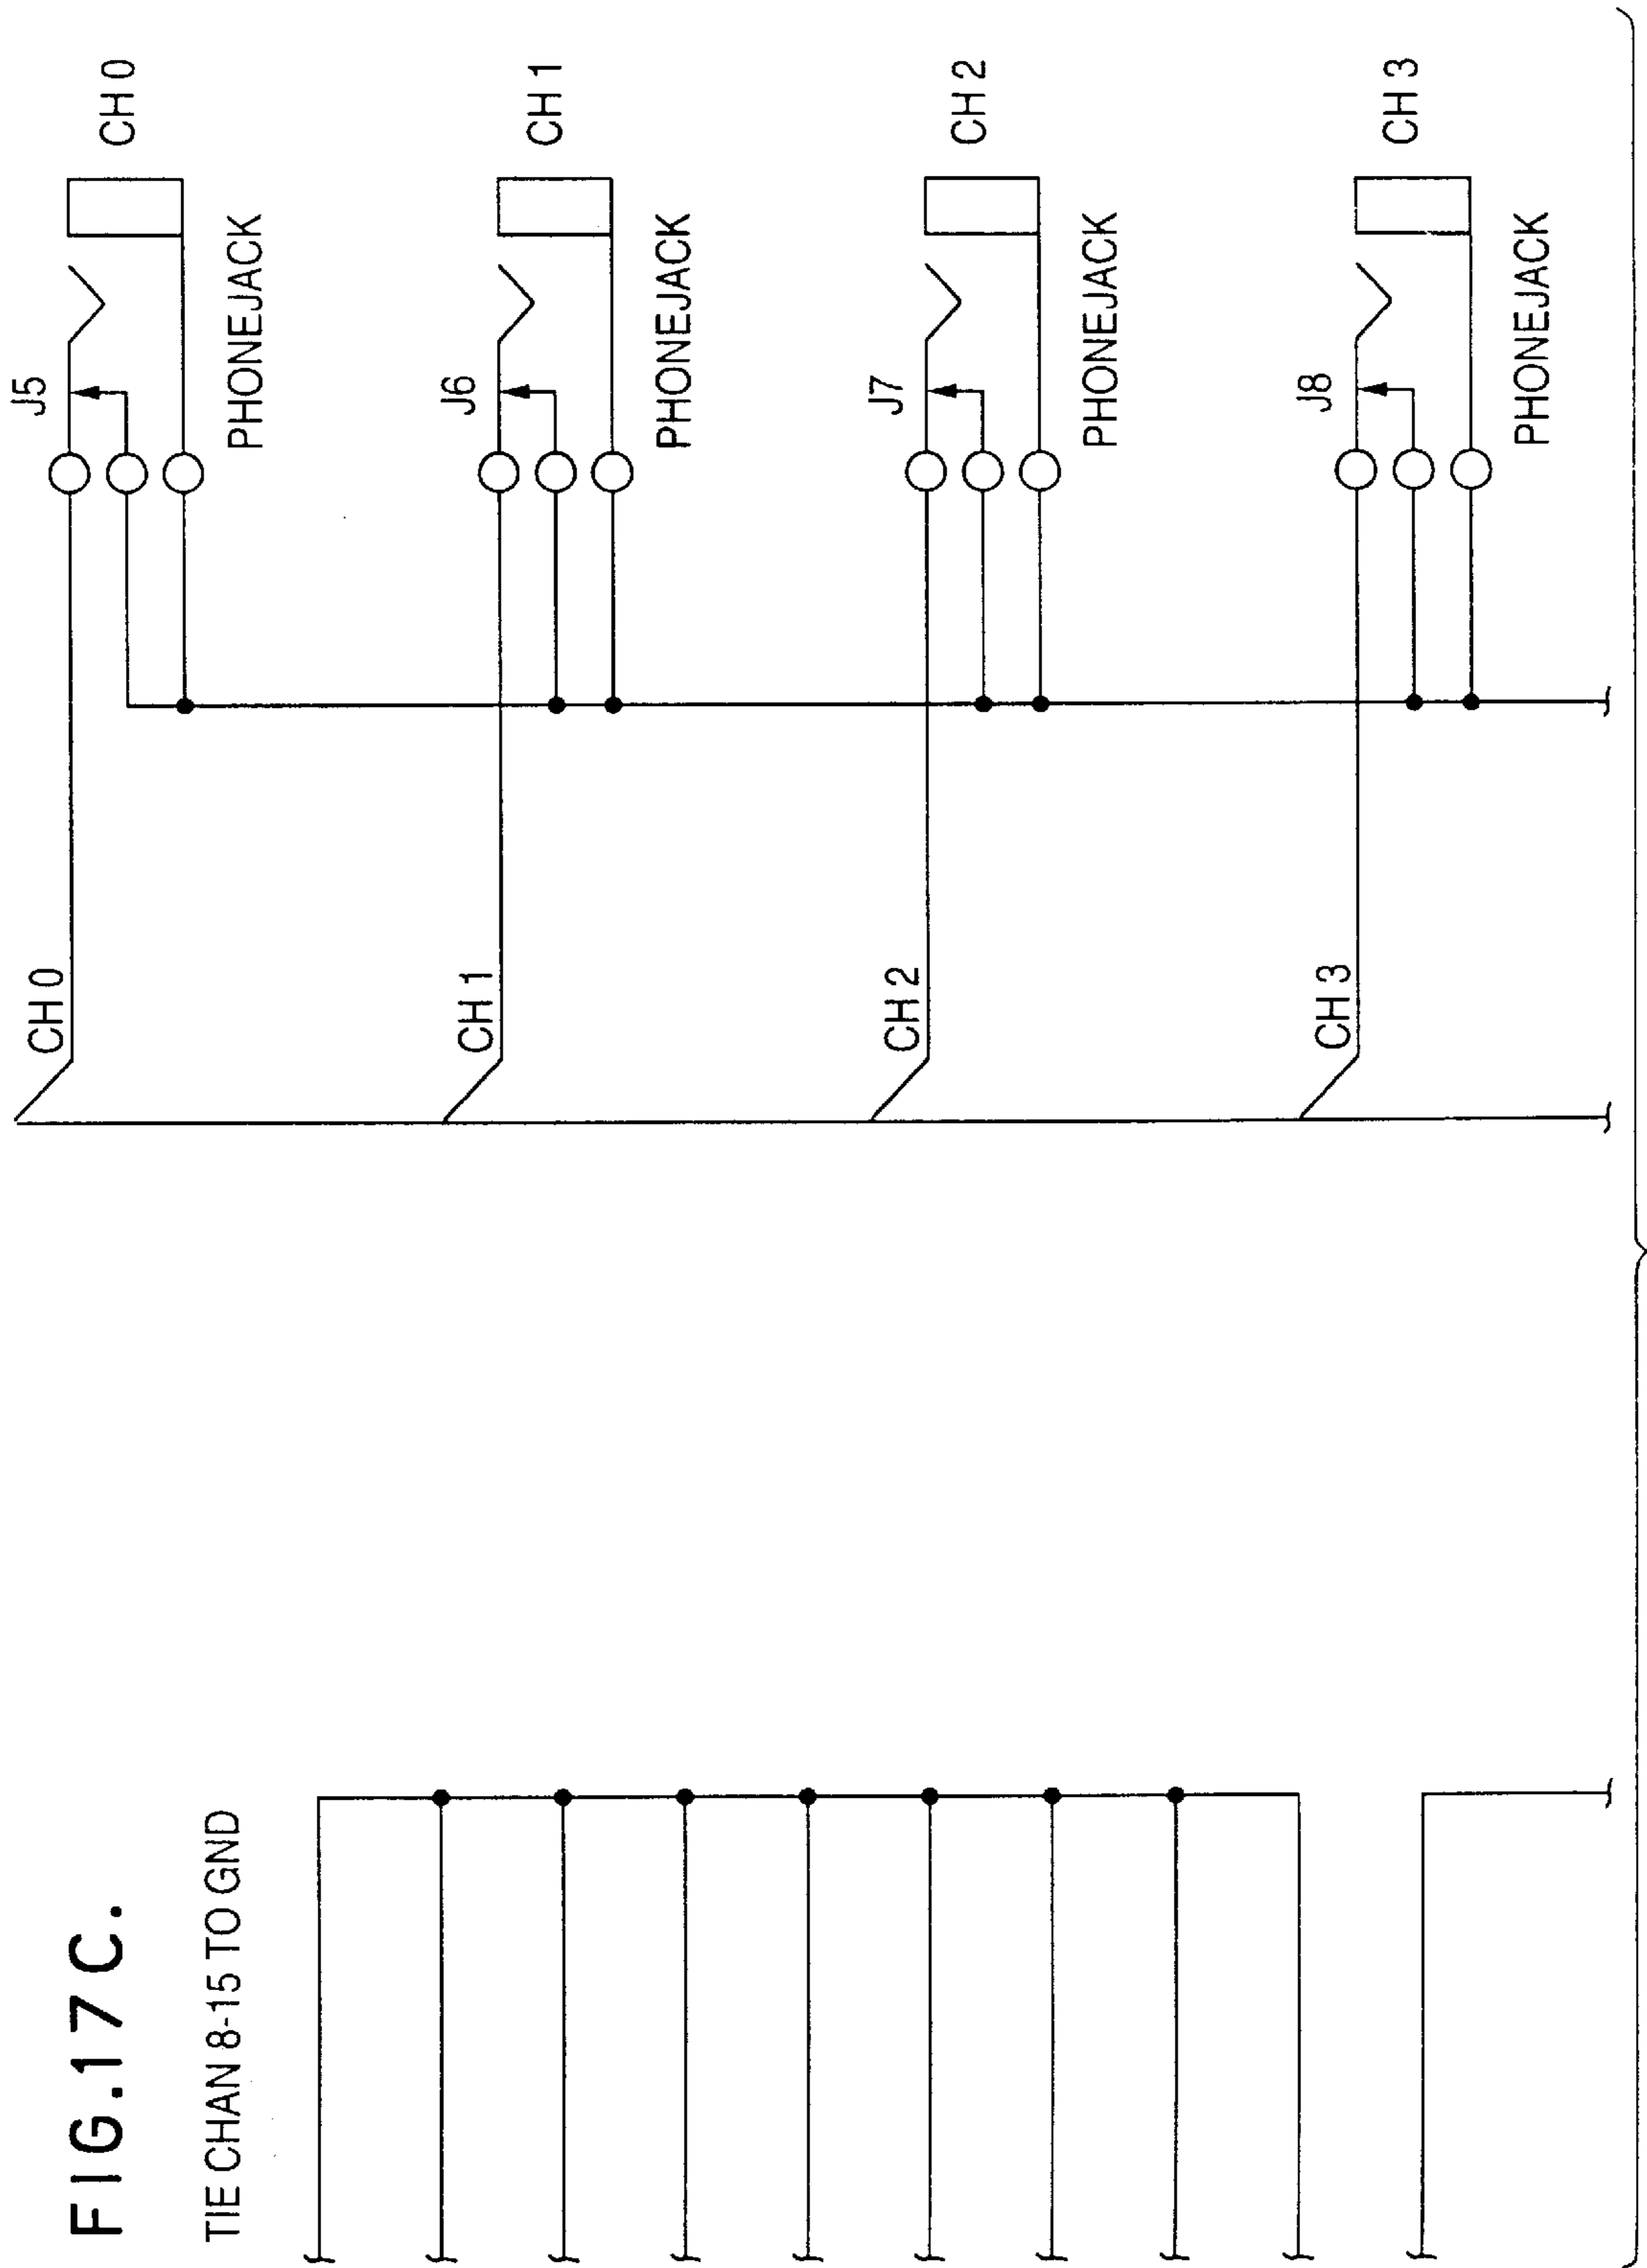 FIG.17C.
TIE CHAN 8-15 TO GND
CH 0
J5
CH 0
PHONEJACK
CH 1
J6
CH 1
PHONEJACK
CH 2
J7
CH 2
PHONEJACK
CH 3
J8
CH 3
PHONEJACK